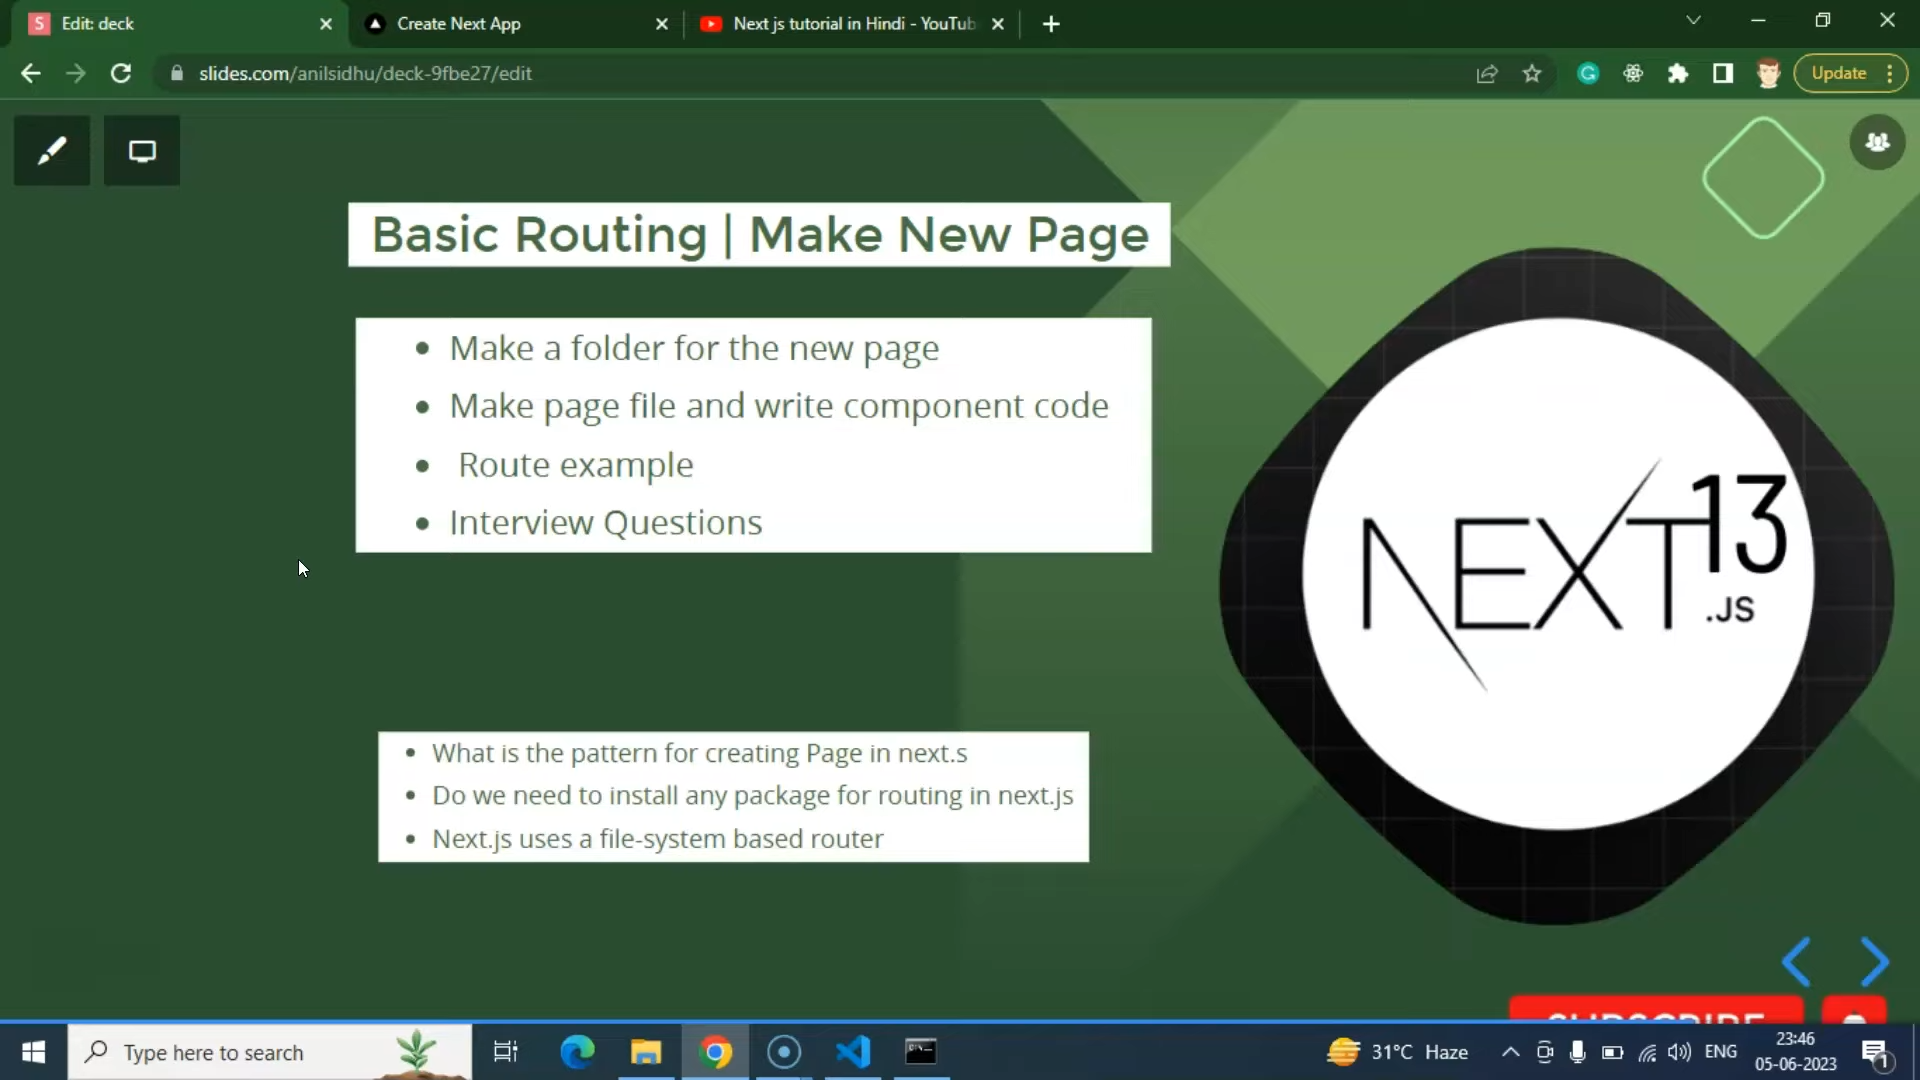 Edit: deck
Create Next App
Next js tutorial in Hindi - YouTub
slides.com/anilsidhu/deck-9fbe27/edit
Update
Basic Routing | Make New Page
Make a folder for the new page
Make page file and write component code
Route example
Interview Questions
NEXT13
.JS
What is the pattern for creating Page in next.s
Do we need to install any package for routing in next.js
Next.js uses a file-system based router
SUBSCRIBE
Type here to search
31°C Haze
ENG
23:46
05-06-2023
1